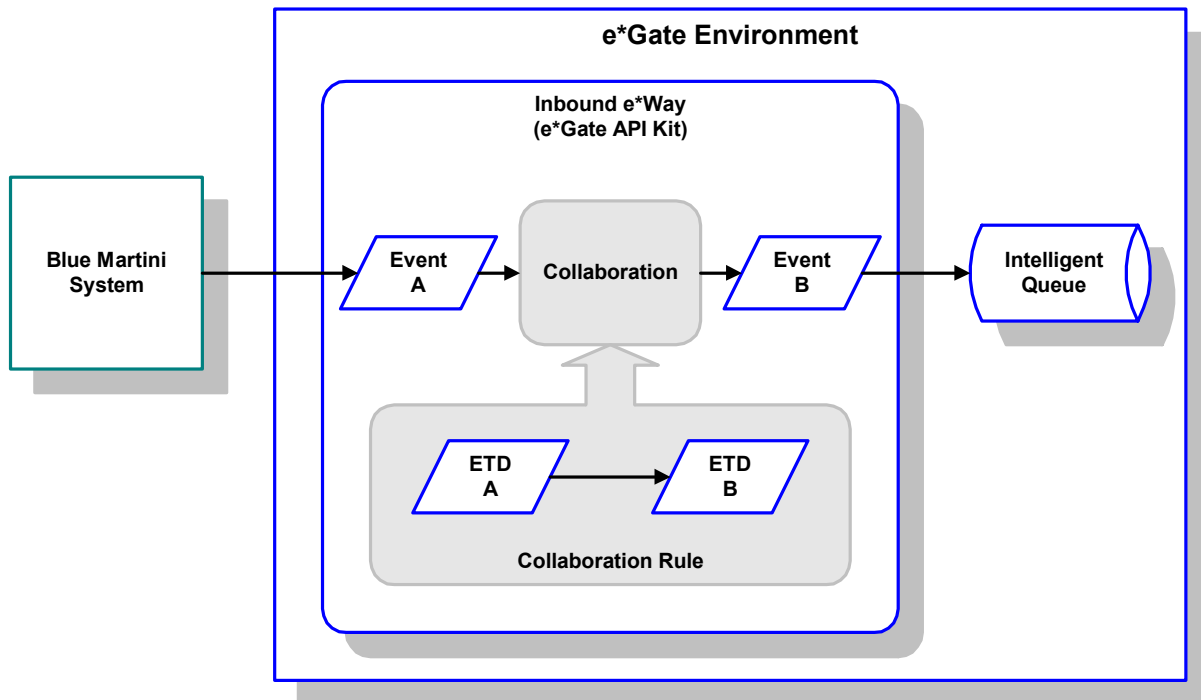 e*Gate Environment
Inbound e*Way
(e*Gate API Kit)
Blue Martini
System
Event
A
Collaboration
Event
B
Intelligent
Queue
ETD
A
ETD
B
Collaboration Rule